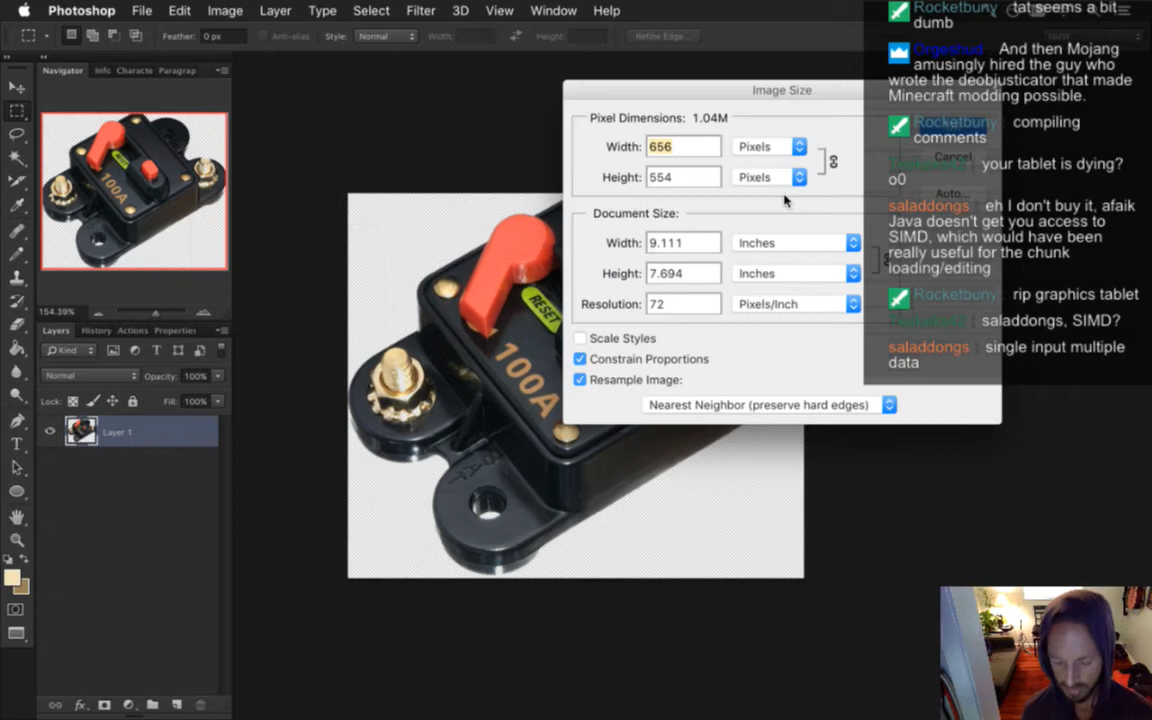 Photoshop File Edit Image Layer Type Select Filter 3D View Window Help
Feather: 0 px Anti-alias Style: Normal Width: Height: Refine Edge...
Navigator Info Characte Paragrap
RESET
100A
154.39%
Layers History Actions Properties
Kind
Normal Opacity: 100%
Lock: Fill: 100%
Layer 1
fx
RESET
100A
BAT
Image Size
Pixel Dimensions: 1.04M
Width: 656 Pixels
Height: 554 Pixels
Document Size:
Width: 9.111 Inches
Height: 7.694 Inches
Resolution: 72 Pixels/Inch
Scale Styles
Constrain Proportions
Resample Image:
Nearest Neighbor (preserve hard edges)
Cancel
Auto...
Rocketbuny tat seems a bit
dumb
Orgeshud And then Mojang
amusingly hired the guy who
wrote the deobjusticator that made
Minecraft modding possible.
Rocketbuny compiling
comments
your tablet is dying?
o0
saladdongs eh I don't buy it, afaik
Java doesn't get you access to
SIMD, which would have been
really useful for the chunk
loading/editing
Rocketbuny rip graphics tablet
saladdongs, SIMD?
saladdongs single input multiple
data